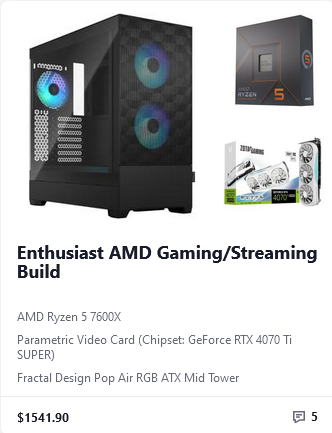 AMD
RYZEN
5
ZOTAC GAMING
4070
Enthusiast AMD Gaming/Streaming
Build
AMD Ryzen 5 7600X
Parametric Video Card (Chipset: GeForce RTX 4070 Ti
SUPER)
Fractal Design Pop Air RGB ATX Mid Tower
$1541.90
5